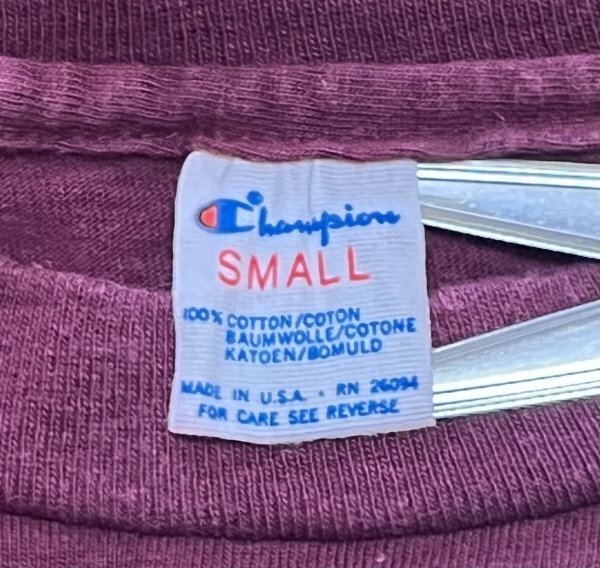 Champion
SMALL
100% COTTON/COTON
BAUMWOLLE/COTONE
KATOEN/BOMULD
MADE IN U.S.A. • RN 26094
FOR CARE SEE REVERSE